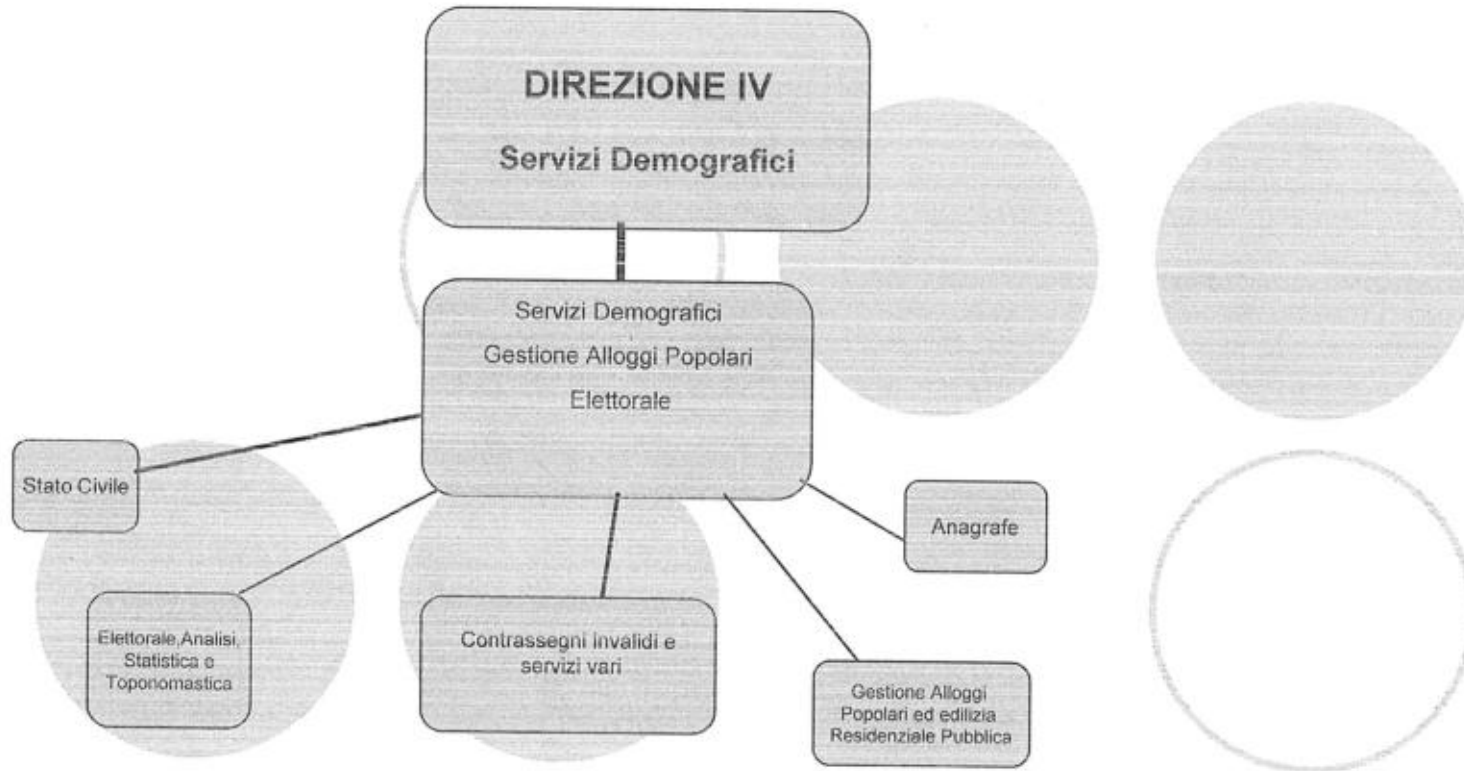 DIREZIONE IV
Servizi Demografici
Servizi Demografici
Gestione Alloggi Popolari
Elettorale
Stato Civile
Anagrafe
Elettorale,Analisi,
Statistica e
Toponomastica
Contrassegni invalidi e
servizi vari
Gestione Alloggi
Popolari ed edilizia
Residenziale Pubblica